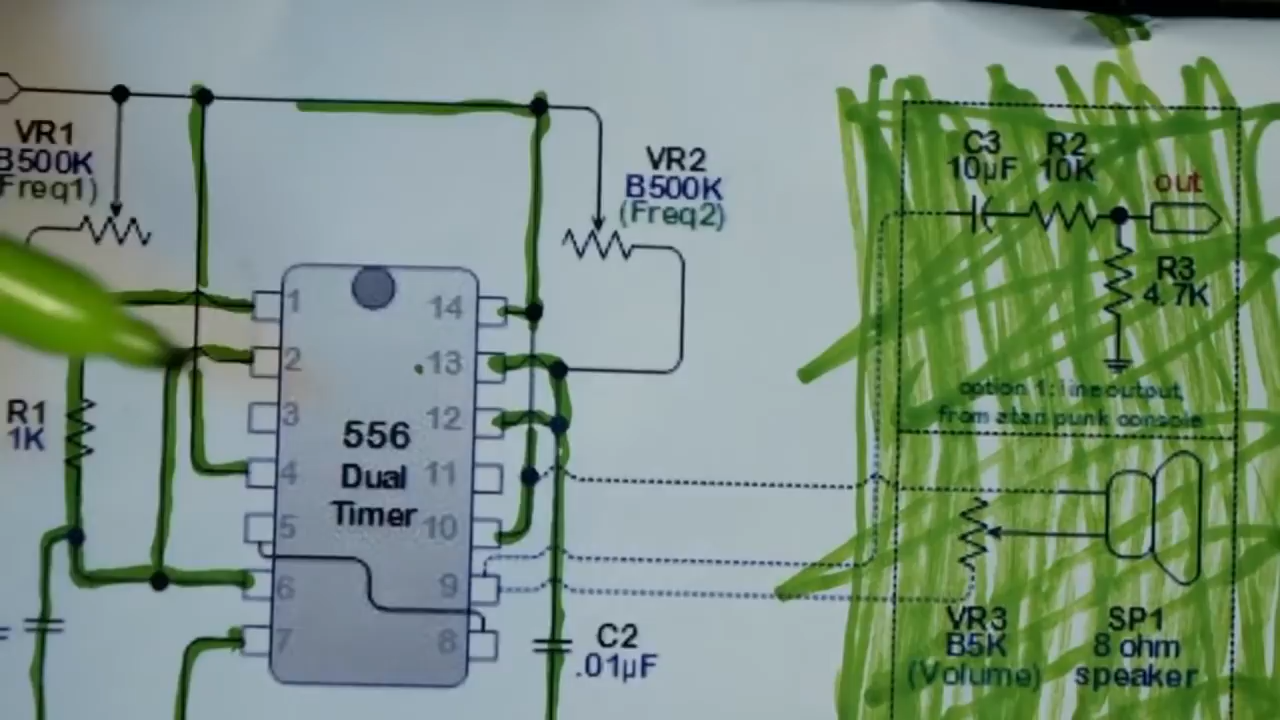 VR1
B500K
Freq1)
VR2
B500K
(Freq2)
C3
10µF
R2
10K
out
R3
4.7K
option 1: line output
from atari punk console
R1
1K
1
2
3
4
5
6
7
14
13
12
11
10
9
8
556
Dual
Timer
C2
.01µF
VR3
B5K
(Volume)
SP1
8 ohm
speaker